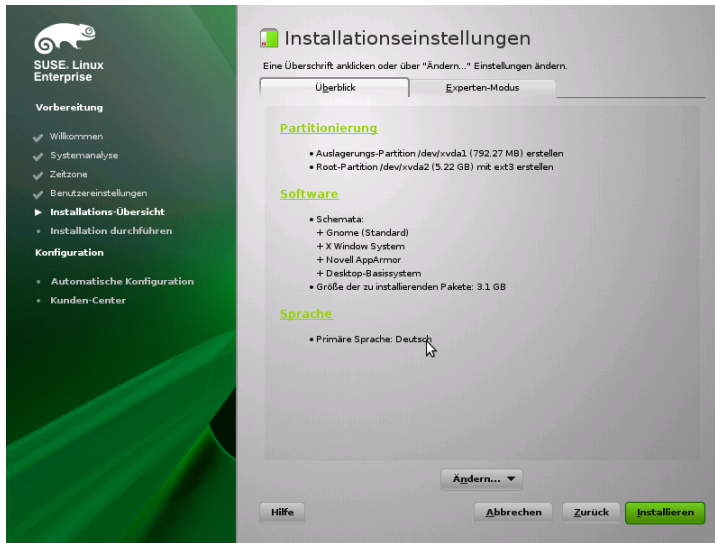 SUSE. Linux
Enterprise
Vorbereitung
Willkommen
Systemanalyse
Zeitzone
Benutzereinstellungen
Installations-Übersicht
Installation durchführen
Konfiguration
Automatische Konfiguration
Kunden-Center
Installationseinstellungen
Eine Überschrift anklicken oder über "Ändern..." Einstellungen ändern.
Überblick
Experten-Modus
Partitionierung
• Auslagerungs-Partition /dev/xvda1 (792.27 MB) erstellen
• Root-Partition /dev/xvda2 (5.22 GB) mit ext3 erstellen
Software
• Schemata:
+ Gnome (Standard)
+ X Window System
+ Novell AppArmor
+ Desktop-Basissystem
• Größe der zu installierenden Pakete: 3.1 GB
Sprache
• Primäre Sprache: Deutsch
Ändern...
Hilfe
Abbrechen
Zurück
Installieren